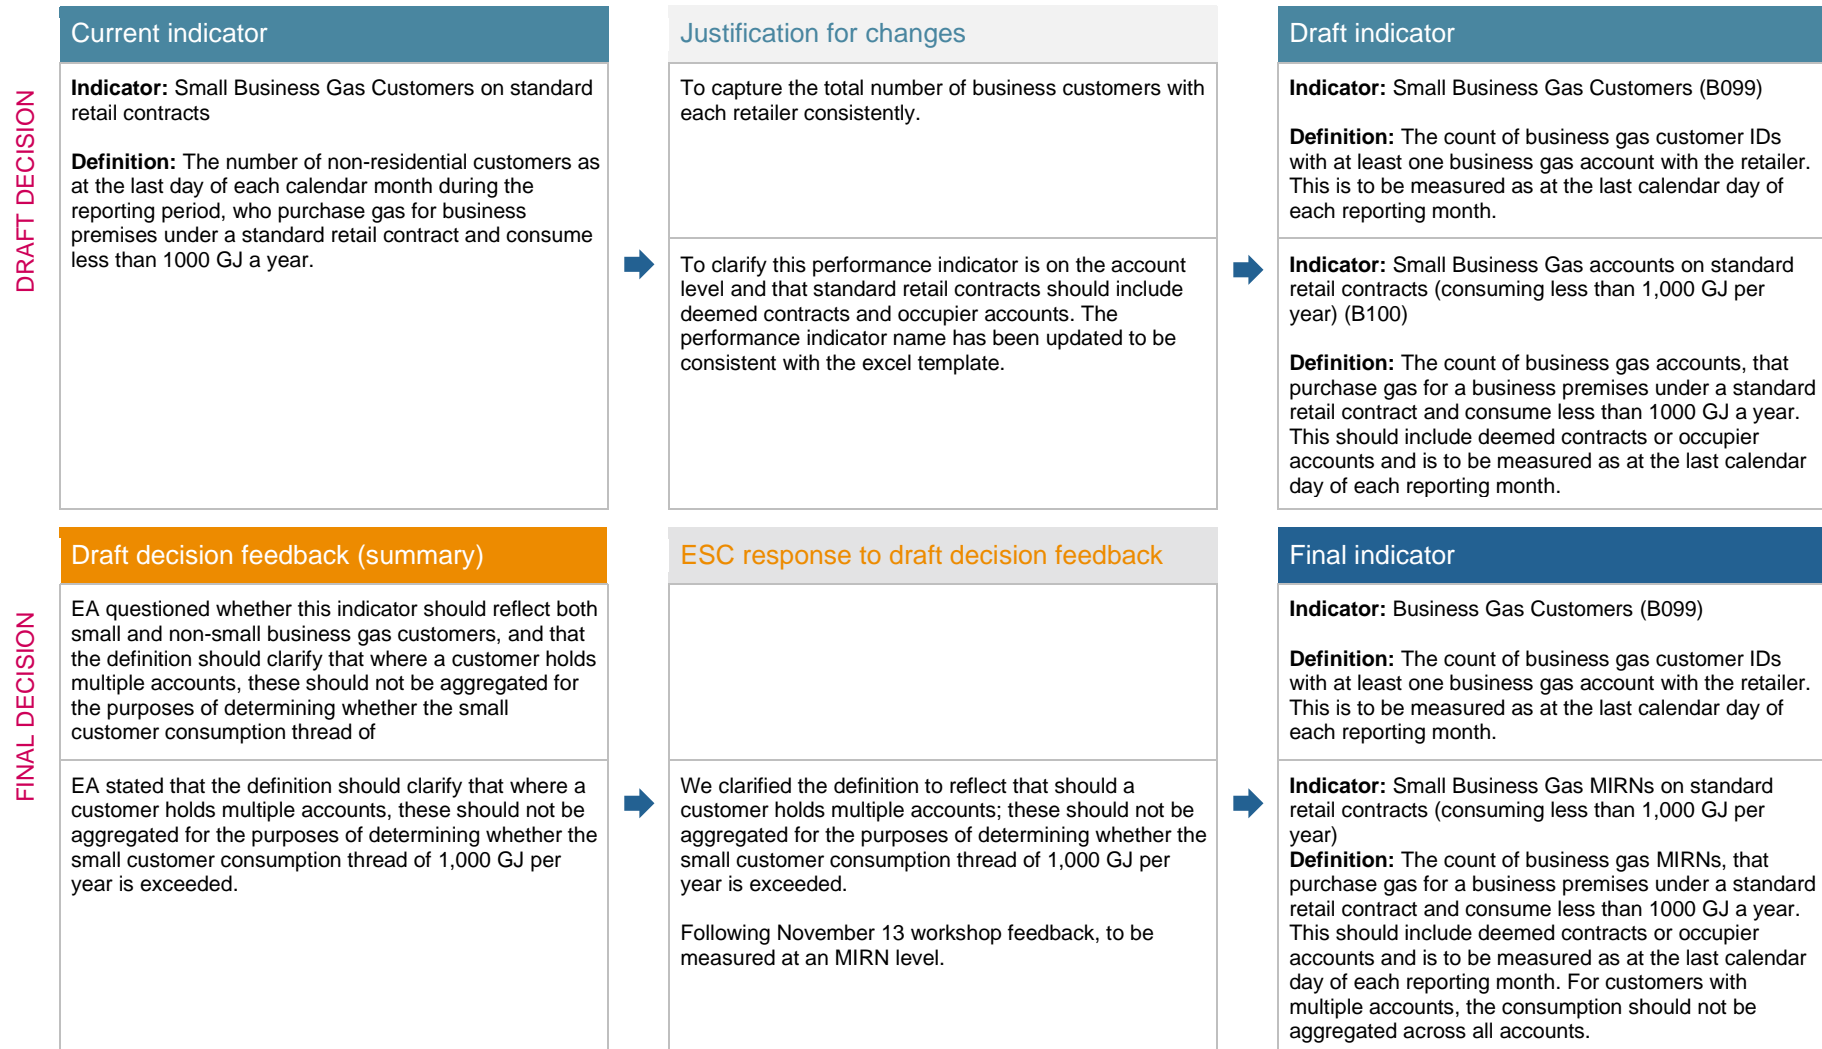 DRAFT DECISION
Current indicator
Indicator: Small Business Gas Customers on standard
retail contracts
Definition: The number of non-residential customers as
at the last day of each calendar month during the
reporting period, who purchase gas for business
premises under a standard retail contract and consume
less than 1000 GJ a year.
Justification for changes
To capture the total number of business customers with
each retailer consistently.
To clarify this performance indicator is on the account
level and that standard retail contracts should include
deemed contracts and occupier accounts. The
performance indicator name has been updated to be
consistent with the excel template.
Draft indicator
Indicator: Small Business Gas Customers (B099)
Definition: The count of business gas customer IDs
with at least one business gas account with the retailer.
This is to be measured as at the last calendar day of
each reporting month.
Indicator: Small Business Gas accounts on standard
retail contracts (consuming less than 1,000 GJ per
year) (B100)
Definition: The count of business gas accounts, that
purchase gas for a business premises under a standard
retail contract and consume less than 1000 GJ a year.
This should include deemed contracts or occupier
accounts and is to be measured as at the last calendar
day of each reporting month.
FINAL DECISION
Draft decision feedback (summary)
EA questioned whether this indicator should reflect both
small and non-small business gas customers, and that
the definition should clarify that where a customer holds
multiple accounts, these should not be aggregated for
the purposes of determining whether the small
customer consumption thread of
EA stated that the definition should clarify that where a
customer holds multiple accounts, these should not be
aggregated for the purposes of determining whether the
small customer consumption thread of 1,000 GJ per
year is exceeded.
ESC response to draft decision feedback
We clarified the definition to reflect that should a
customer holds multiple accounts; these should not be
aggregated for the purposes of determining whether the
small customer consumption thread of 1,000 GJ per
year is exceeded.
Following November 13 workshop feedback, to be
measured at an MIRN level.
Final indicator
Indicator: Business Gas Customers (B099)
Definition: The count of business gas customer IDs
with at least one business gas account with the retailer.
This is to be measured as at the last calendar day of
each reporting month.
Indicator: Small Business Gas MIRNs on standard
retail contracts (consuming less than 1,000 GJ per
year)
Definition: The count of business gas MIRNs, that
purchase gas for a business premises under a standard
retail contract and consume less than 1000 GJ a year.
This should include deemed contracts or occupier
accounts and is to be measured as at the last calendar
day of each reporting month. For customers with
multiple accounts, the consumption should not be
aggregated across all accounts.